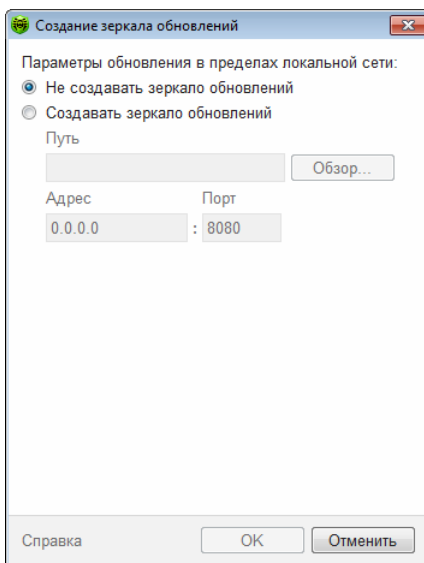 Создание зеркала обновлений
Параметры обновления в пределах локальной сети:
Не создавать зеркало обновлений
Создавать зеркало обновлений
Путь
Обзор...
Адрес Порт
0.0.0.0 : 8080
Справка OK Отменить